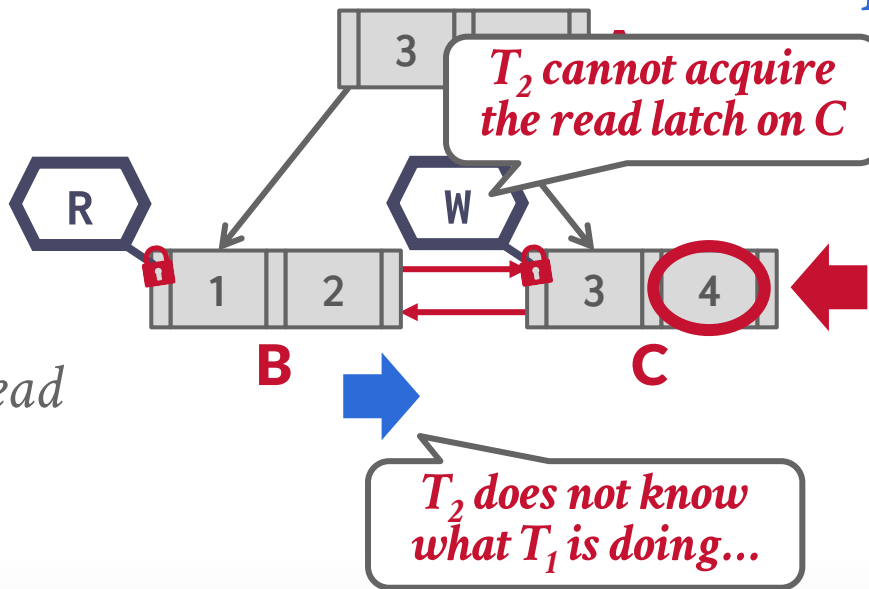 3
T2 cannot acquire
the read latch on C
R
W
1 2
3 4
B
C
ead
T2 does not know
what T1 is doing...